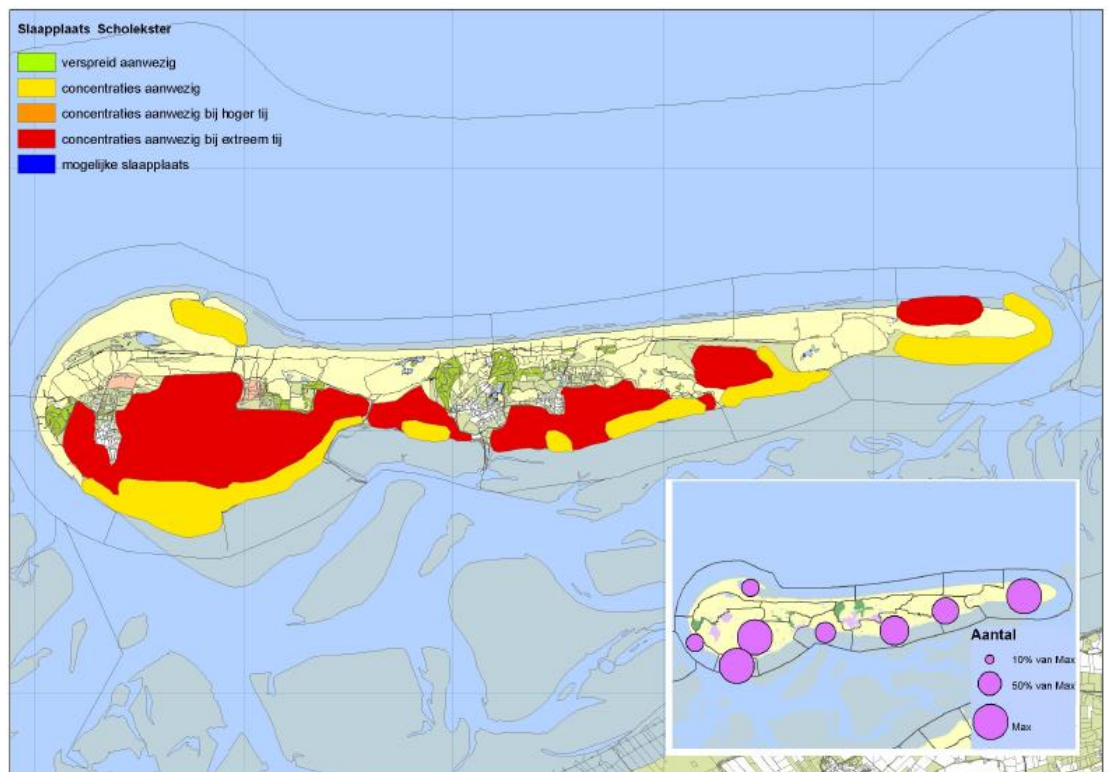 Slaapplaats Scholekster
verspreid aanwezig
concentraties aanwezig
concentraties aanwezig bij hoger tij
concentraties aanwezig bij extreem tij
mogelijke slaapplaats
Aantal
10% van Max
50% van Max
Max